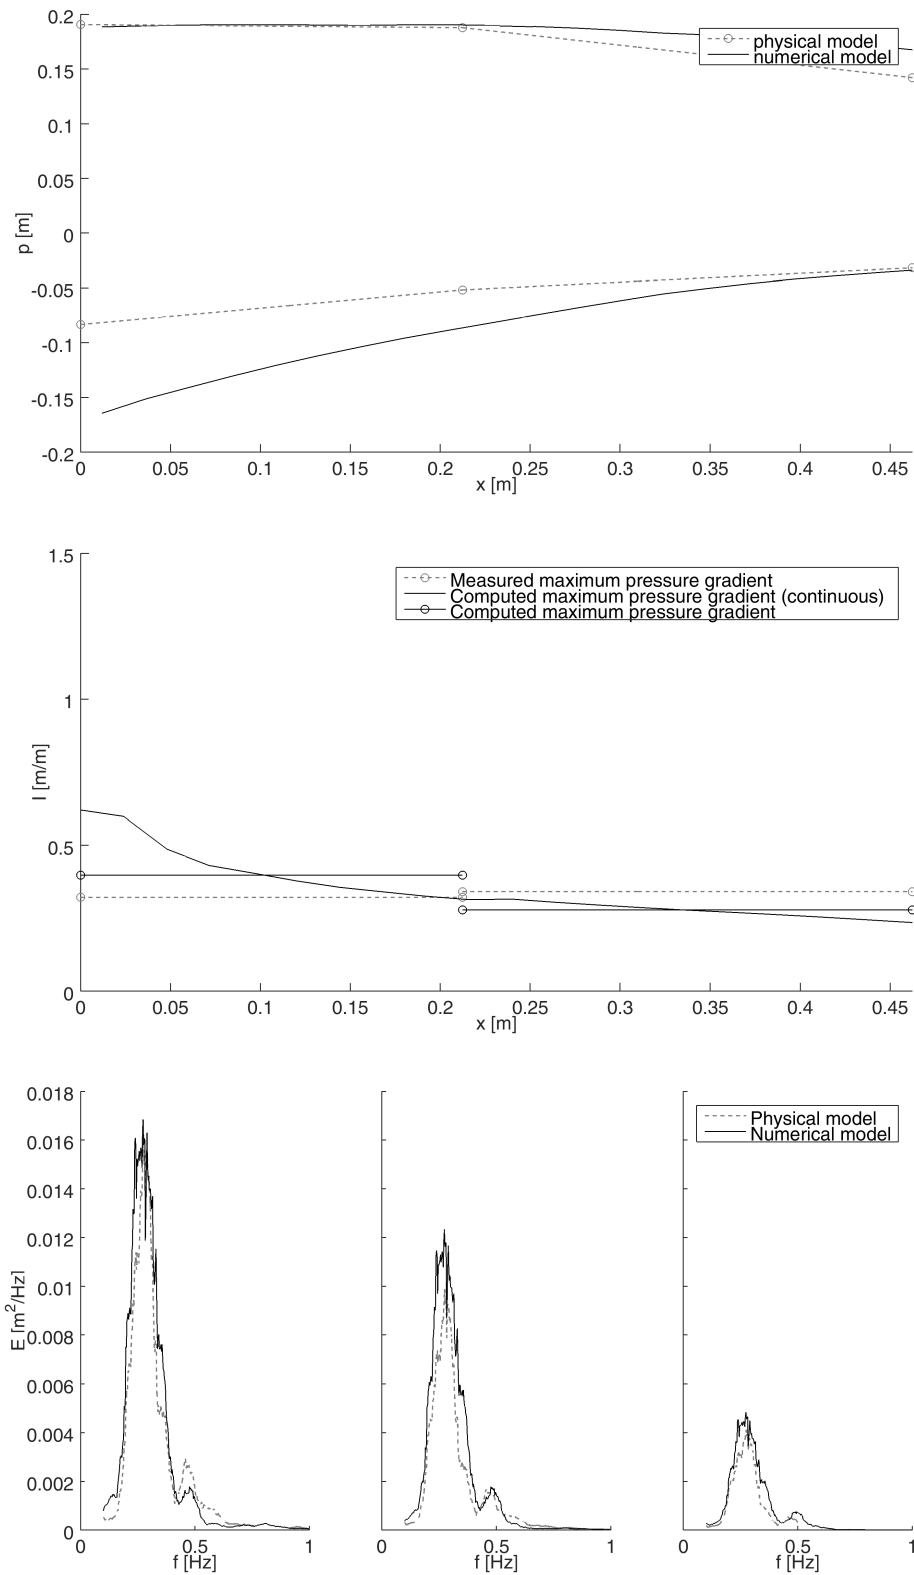 0.2
0.15
0.1
0.05
0
-0.05
-0.1
-0.15
-0.2
p [m]
physical model
numerical model
0 0.05 0.1 0.15 0.2 0.25 0.3 0.35 0.4 0.45
x [m]
1.5
1
0.5
0
I [m/m]
Measured maximum pressure gradient
Computed maximum pressure gradient (continuous)
Computed maximum pressure gradient
0 0.05 0.1 0.15 0.2 0.25 0.3 0.35 0.4 0.45
x [m]
0.018
0.016
0.014
0.012
0.01
0.008
0.006
0.004
0.002
0
E [m²/Hz]
Physical model
Numerical model
0 0.5 1 0 0.5 1 0 0.5 1
f [Hz] f [Hz] f [Hz]